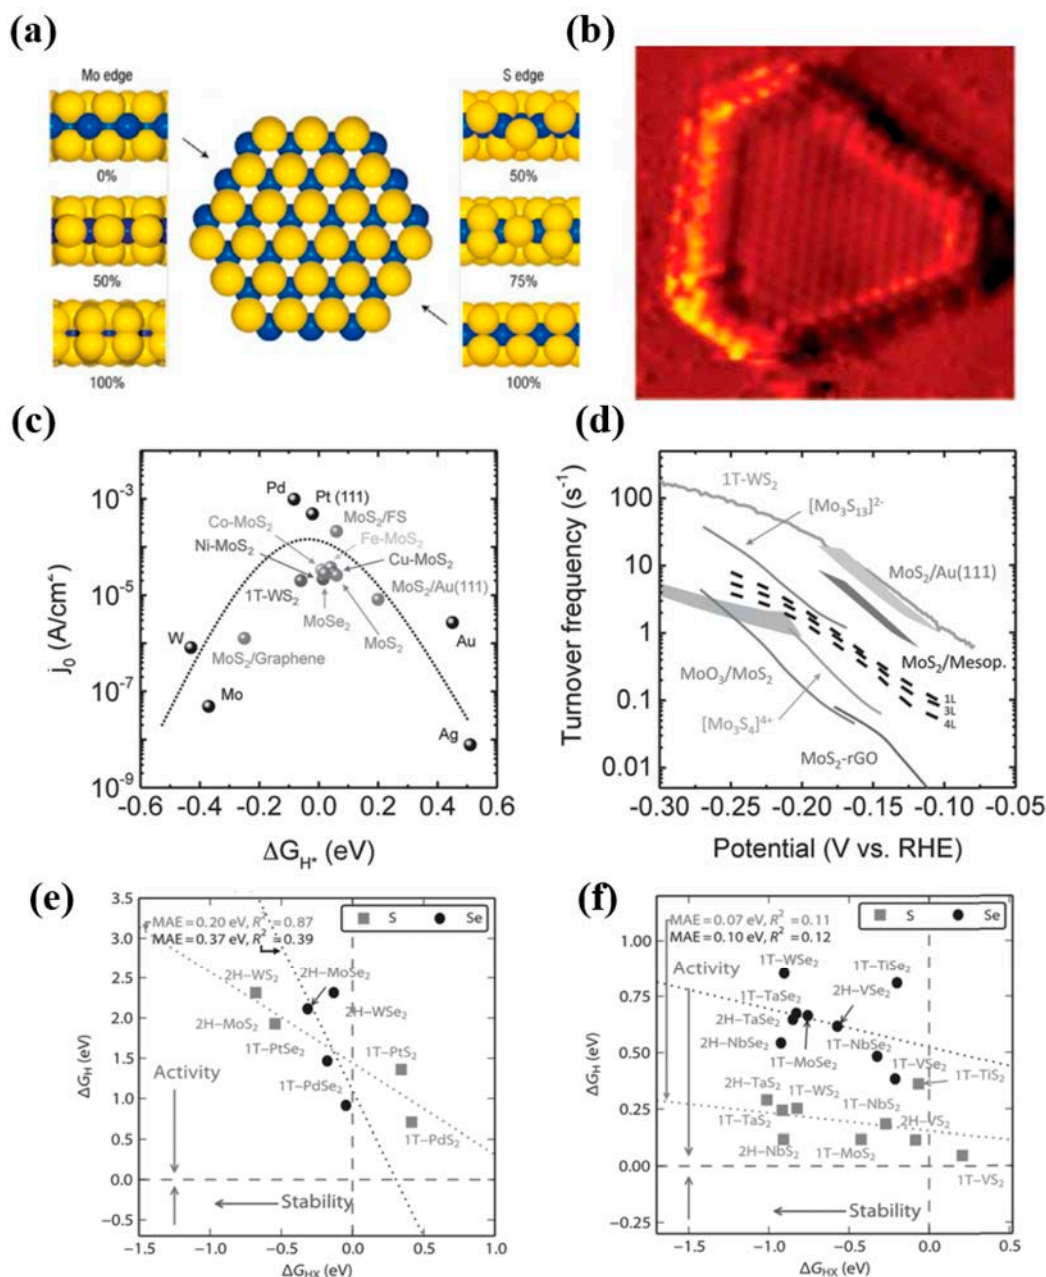 (a)
Mo edge
0%
50%
100%
S edge
50%
75%
100%
(b)
(c)
j₀ (A/cm²)
10⁻³
10⁻⁵
10⁻⁷
10⁻⁹
Pd
Pt (111)
Co-MoS₂
MoS₂/FS
Ni-MoS₂
Fe-MoS₂
Cu-MoS₂
1T-WS₂
MoS₂/Au(111)
MoSe₂
MoS₂
W
MoS₂/Graphene
Au
Mo
Ag
-0.6 -0.4 -0.2 0.0 0.2 0.4 0.6
ΔG_H* (eV)
(d)
Turnover frequency (s⁻¹)
100
10
1
0.1
0.01
1T-WS₂
[Mo₃S₁₃]²⁻
MoS₂/Au(111)
MoS₂/Mesop.
MoO₃/MoS₂
1L
3L
4L
[Mo₃S₄]⁴⁺
MoS₂-rGO
-0.30 -0.25 -0.20 -0.15 -0.10 -0.05
Potential (V vs. RHE)
(e)
ΔG_H (eV)
3.5
3.0
2.5
2.0
1.5
1.0
0.5
0.0
−0.5
MAE=0.20 eV, R² = 0.87
MAE=0.37 eV, R² = 0.39
S Se
2H−WS₂
2H−MoSe₂
2H−WSe₂
2H−MoS₂
1T−PtSe₂
1T−PtS₂
1T−PdSe₂
1T−PdS₂
Activity
Stability
−1.5 −1.0 −0.5 0.0 0.5 1.0
ΔG_HX (eV)
(f)
ΔG_H (eV)
1.00
0.75
0.50
0.25
0.00
−0.25
MAE=0.07 eV, R² = 0.11
MAE=0.10 eV, R² = 0.12
S Se
Activity
1T−WSe₂
1T−TiSe₂
1T−TaSe₂
2H−VSe₂
2H−TaSe₂
2H−NbSe₂
1T−NbSe₂
1T−MoSe₂
1T−VSe₂
1T−TiS₂
2H−TaS₂
1T−WS₂
1T−NbS₂
1T−TaS₂
2H−VS₂
2H−NbS₂
1T−MoS₂
1T−VS₂
Stability
−1.5 −1.0 −0.5 0.0 0.5
ΔG_HX (eV)